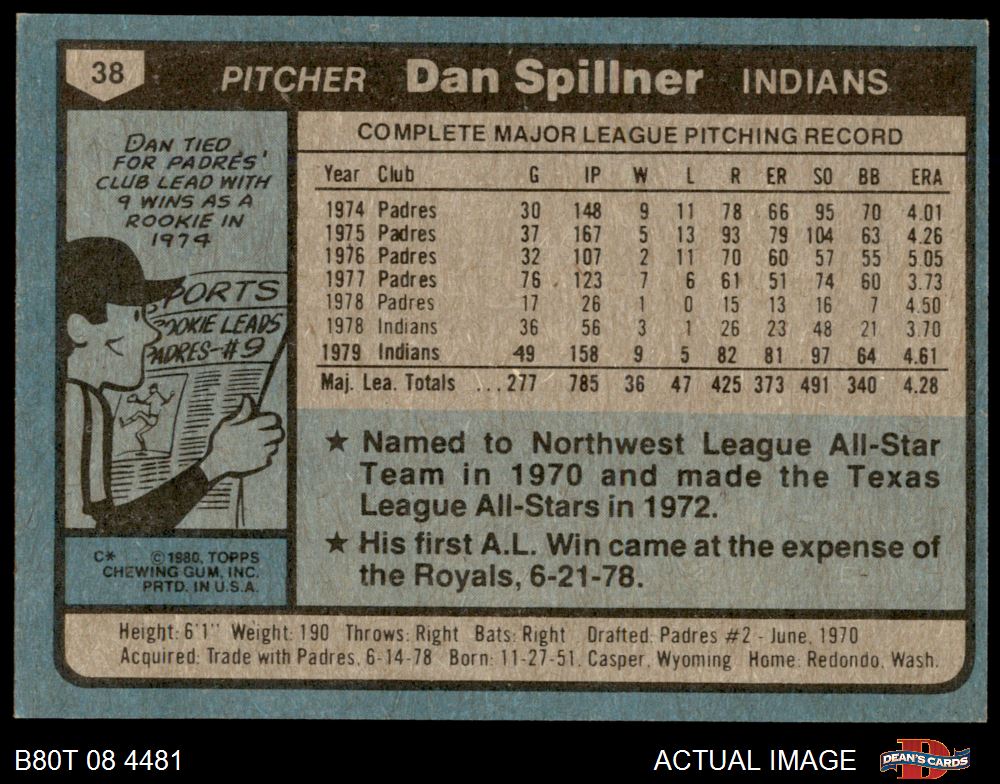 38 PITCHER Dan Spillner INDIANS
DAN TIED
FOR PADRES'
CLUB LEAD WITH
9 WINS AS A
ROOKIE IN
1974
SPORTS
ROOKIE LEADS
PADRES-#9
COMPLETE MAJOR LEAGUE PITCHING RECORD
Year Club G IP W L R ER SO BB ERA
1974 Padres 30 148 9 11 78 66 95 70 4.01
1975 Padres 37 167 5 13 93 79 104 63 4.26
1976 Padres 32 107 2 11 70 60 57 55 5.05
1977 Padres 76 123 7 6 61 51 74 60 3.73
1978 Padres 17 26 1 0 15 13 16 7 4.50
1978 Indians 36 56 3 1 26 23 48 21 3.70
1979 Indians 49 158 9 5 82 81 97 64 4.61
Maj. Lea. Totals ...277 785 36 47 425 373 491 340 4.28
★ Named to Northwest League All-Star
Team in 1970 and made the Texas
League All-Stars in 1972.
★ His first A.L. Win came at the expense of
the Royals, 6-21-78.
C* © 1980, TOPPS
CHEWING GUM, INC.
PRTD. IN U.S.A.
Height: 6'1" Weight: 190 Throws: Right Bats: Right Drafted: Padres #2 - June, 1970
Acquired: Trade with Padres, 6-14-78 Born: 11-27-51, Casper, Wyoming Home: Redondo, Wash.
B80T 08 4481 ACTUAL IMAGE DEAN'S CARDS